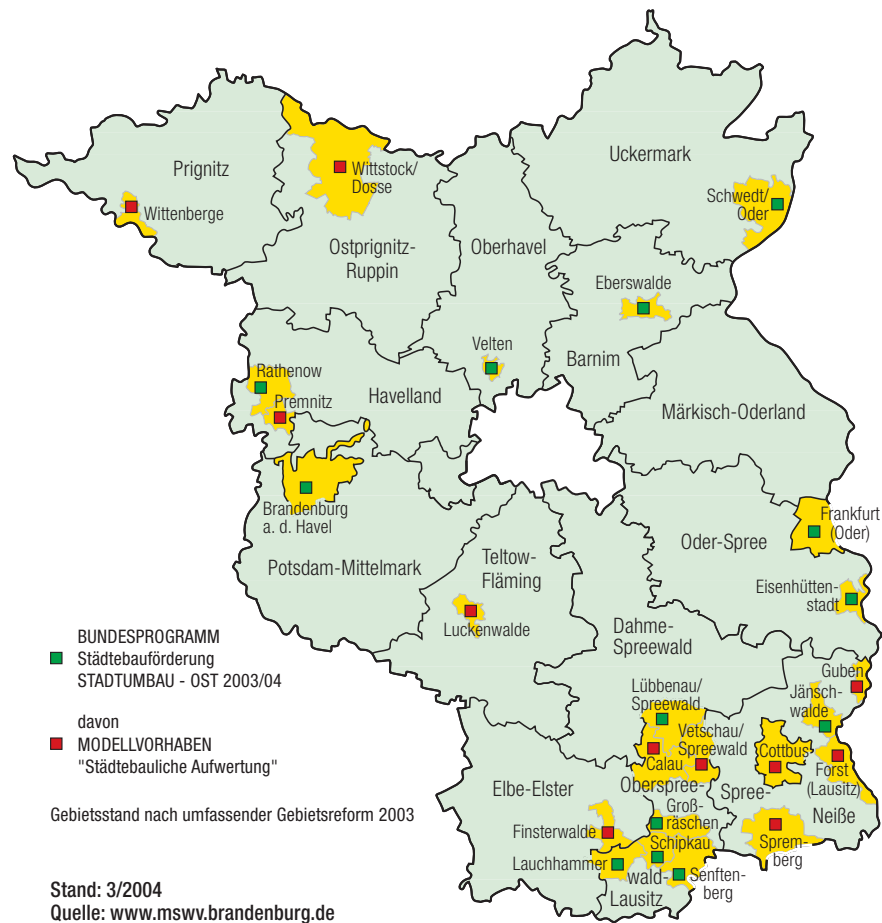 Uckermark
Prignitz
Wittstock/
Dosse
Schwedt/
Oder
Wittenberge
Ostprignitz-
Ruppin
Oberhavel
Eberswalde
Velten
Barnim
Rathenow
Havelland
Premnitz
Märkisch-Oderland
Brandenburg
a. d. Havel
Frankfurt
(Oder)
Oder-Spree
Potsdam-Mittelmark
Teltow-
Fläming
Eisenhütten-
stadt
Luckenwalde
Dahme-
Spreewald
BUNDESPROGRAMM
Städtebauförderung
STADTUMBAU - OST 2003/04
davon
MODELLVORHABEN
"Städtebauliche Aufwertung"
Gebietsstand nach umfassender Gebietsreform 2003
Guben
Jänsch-
walde
Lübbenau/
Spreewald
Vetschau/
Spreewald
Calau
Cottbus
Forst
(Lausitz)
Elbe-Elster
Oberspree-
Spree-
Neiße
Groß-
räschen
Finsterwalde
Schipkau
Sprem-
berg
Lauchhammer
wald-
Lausitz
Senften-
berg
Stand: 3/2004
Quelle: www.mswv.brandenburg.de